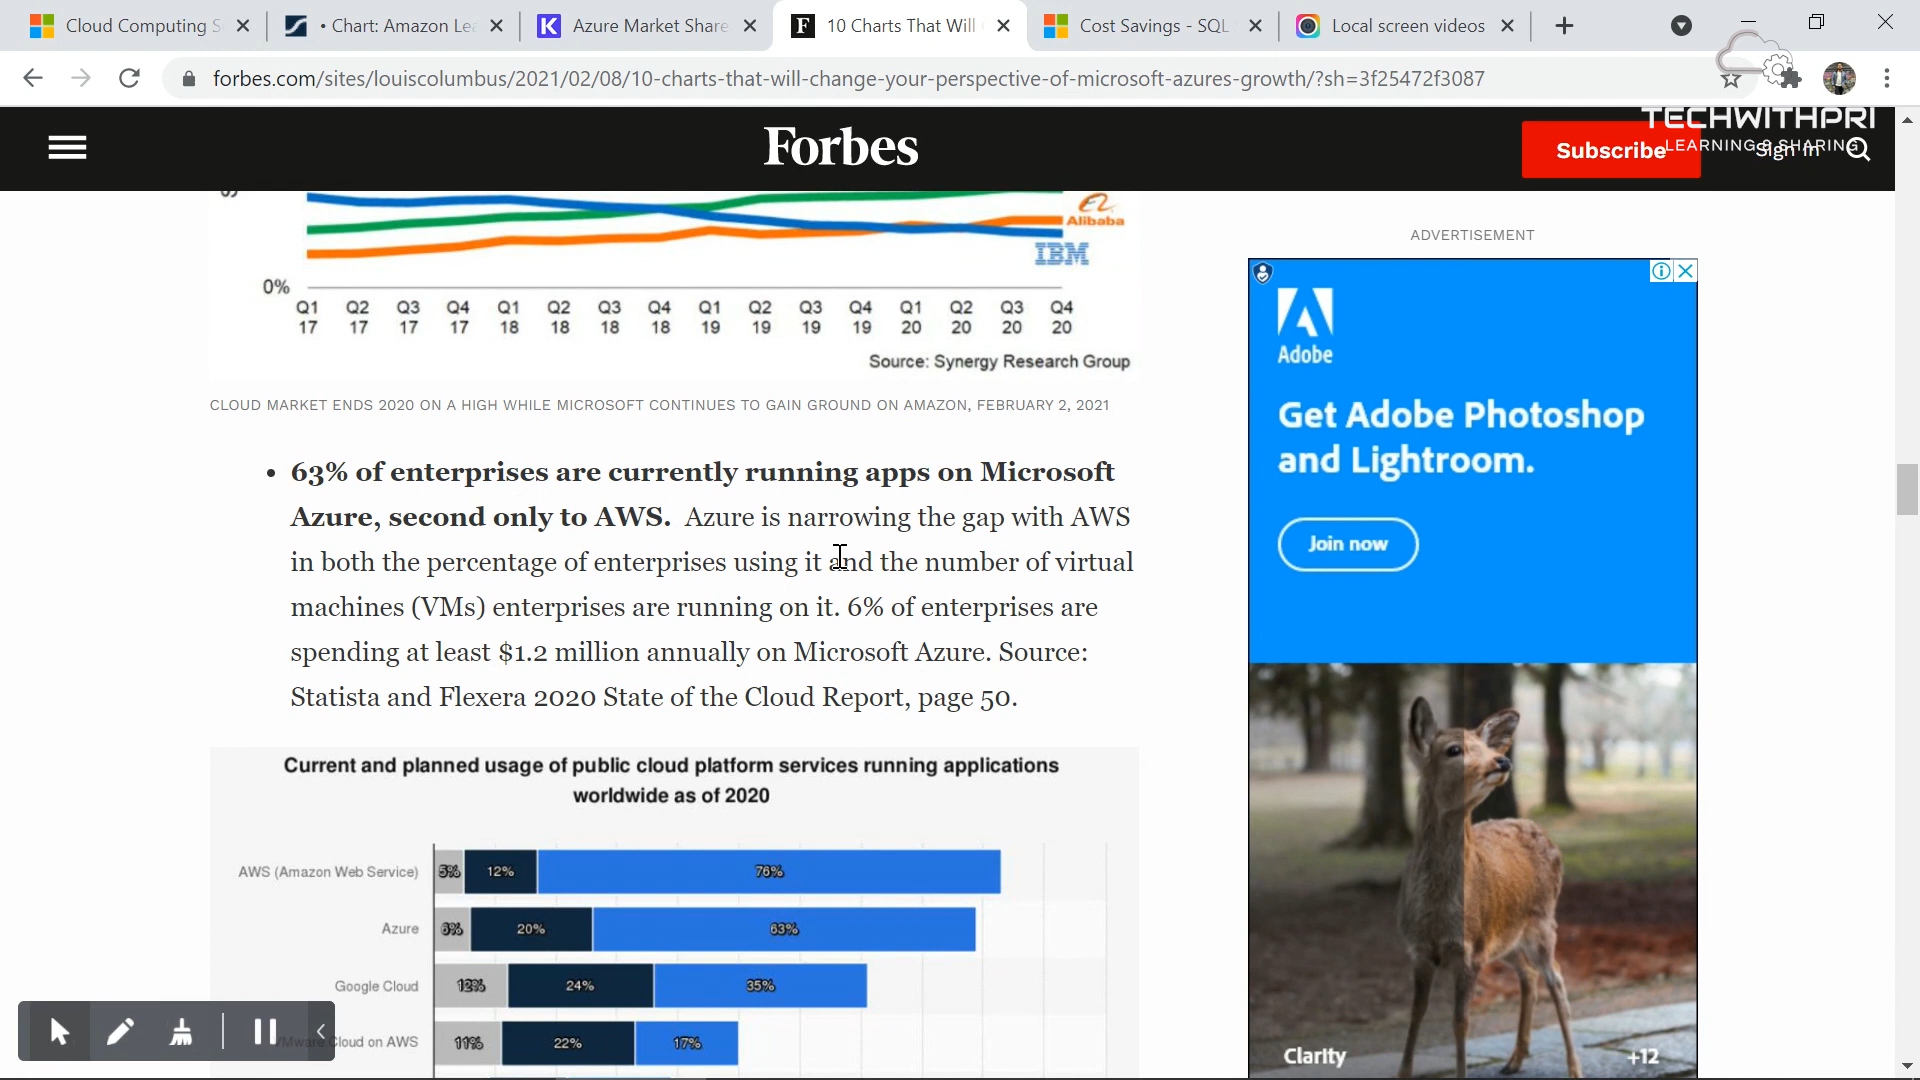 Cloud Computing S
• Chart: Amazon Lea
Azure Market Share
10 Charts That Will C
Cost Savings - SQL
Local screen videos
forbes.com/sites/louiscolumbus/2021/02/08/10-charts-that-will-change-your-perspective-of-microsoft-azures-growth/?sh=3f25472f3087
Forbes
Subscribe
Sign In
TECHWITHPRI
LEARNING & SHARING
Alibaba
IBM
0%
Q1 Q2 Q3 Q4 Q1 Q2 Q3 Q4 Q1 Q2 Q3 Q4 Q1 Q2 Q3 Q4
17 17 17 17 18 18 18 18 19 19 19 19 20 20 20 20
Source: Synergy Research Group
CLOUD MARKET ENDS 2020 ON A HIGH WHILE MICROSOFT CONTINUES TO GAIN GROUND ON AMAZON, FEBRUARY 2, 2021
• 63% of enterprises are currently running apps on Microsoft
Azure, second only to AWS. Azure is narrowing the gap with AWS
in both the percentage of enterprises using it and the number of virtual
machines (VMs) enterprises are running on it. 6% of enterprises are
spending at least $1.2 million annually on Microsoft Azure. Source:
Statista and Flexera 2020 State of the Cloud Report, page 50.
Current and planned usage of public cloud platform services running applications
worldwide as of 2020
AWS (Amazon Web Service) 5% 12% 76%
Azure 6% 20% 63%
Google Cloud 12% 24% 35%
VMware Cloud on AWS 11% 22% 17%
ADVERTISEMENT
Adobe
Get Adobe Photoshop
and Lightroom.
Join now
Clarity +12